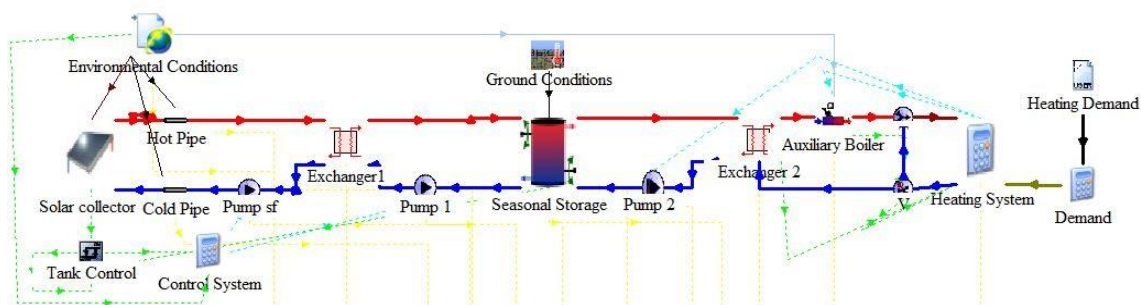 Environmental Conditions
Ground Conditions
Heating Demand
Hot Pipe
Auxiliary Boiler
T
Exchanger1
Exchanger 2
Solar collector
Cold Pipe
Pump sf
Pump 1
Seasonal Storage
Pump 2
V
Heating System
Demand
Tank Control
Control System